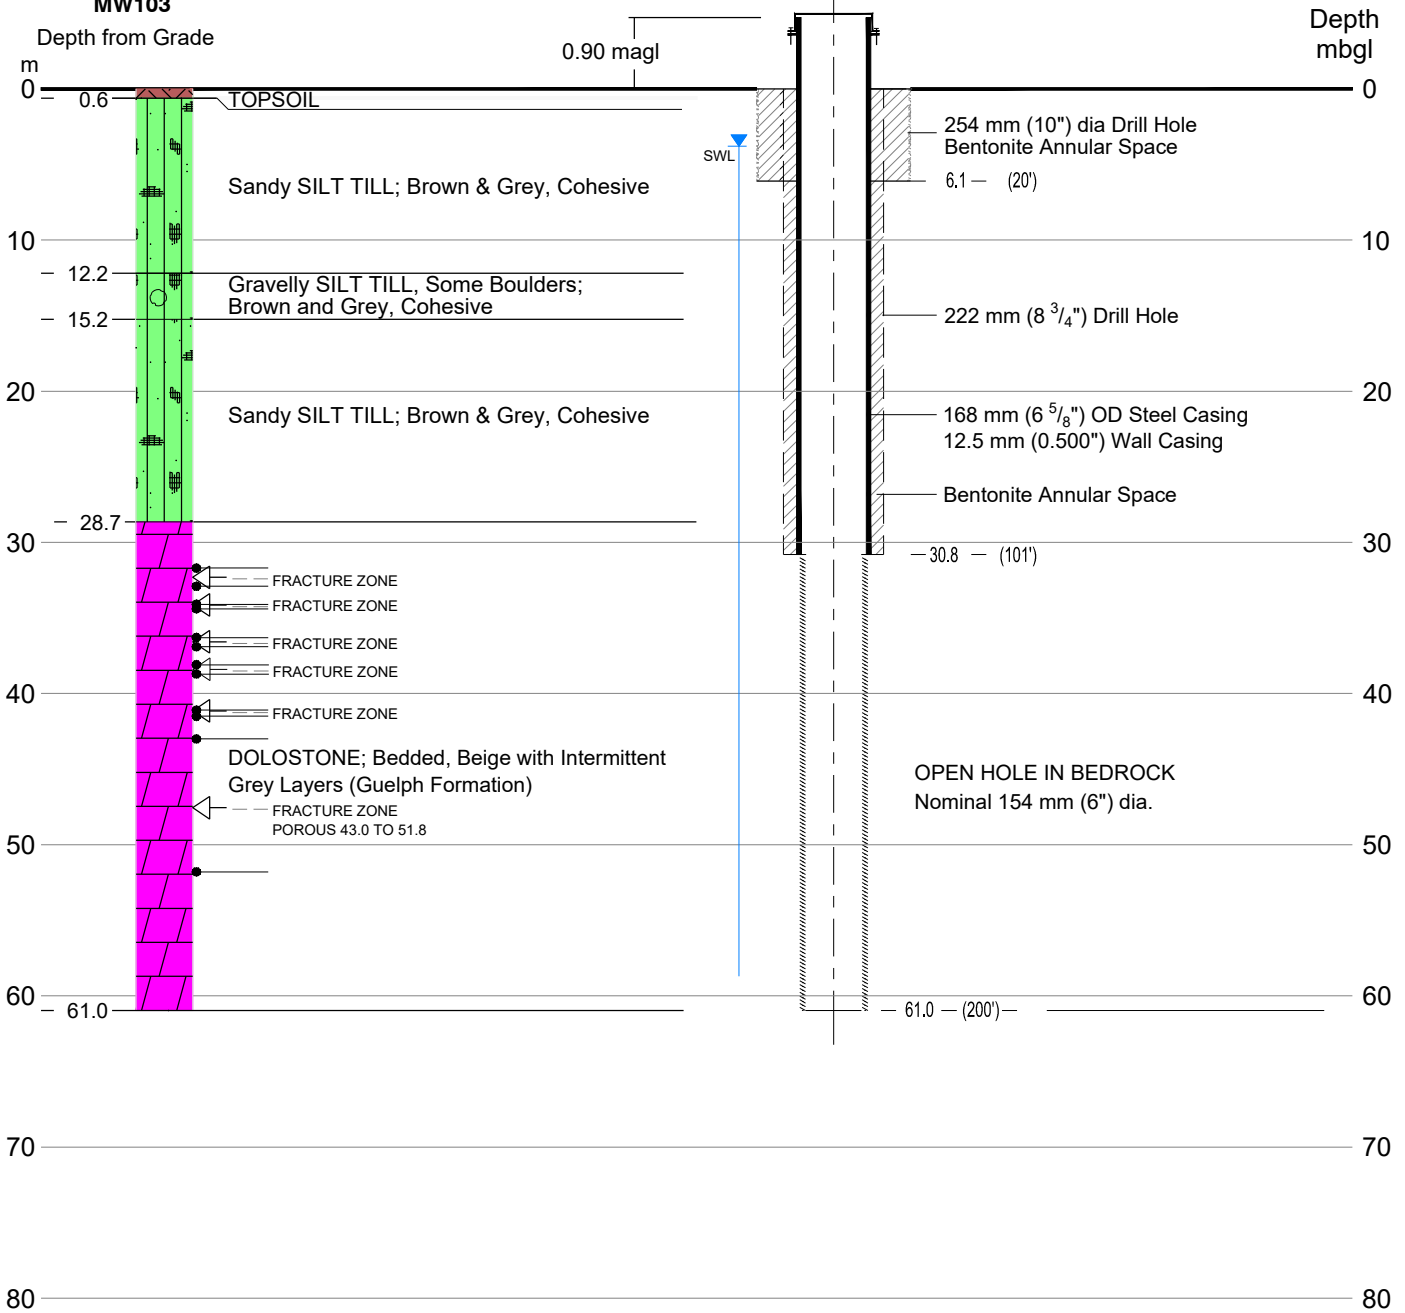 MW103
Depth from Grade
m
0.90 magl
Depth
mbgl
0
0
0.6
TOPSOIL
254 mm (10") dia Drill Hole
Bentonite Annular Space
SWL
6.1 — (20')
Sandy SILT TILL; Brown & Grey, Cohesive
10
10
12.2
Gravelly SILT TILL, Some Boulders;
Brown and Grey, Cohesive
15.2
222 mm (8 3/4") Drill Hole
20
20
Sandy SILT TILL; Brown & Grey, Cohesive
168 mm (6 5/8") OD Steel Casing
12.5 mm (0.500") Wall Casing
Bentonite Annular Space
28.7
30
30
30.8 — (101')
FRACTURE ZONE
FRACTURE ZONE
FRACTURE ZONE
FRACTURE ZONE
40
40
FRACTURE ZONE
DOLOSTONE; Bedded, Beige with Intermittent
Grey Layers (Guelph Formation)
OPEN HOLE IN BEDROCK
Nominal 154 mm (6") dia.
FRACTURE ZONE
POROUS 43.0 TO 51.8
50
50
60
60
61.0
61.0 — (200')
70
70
80
80